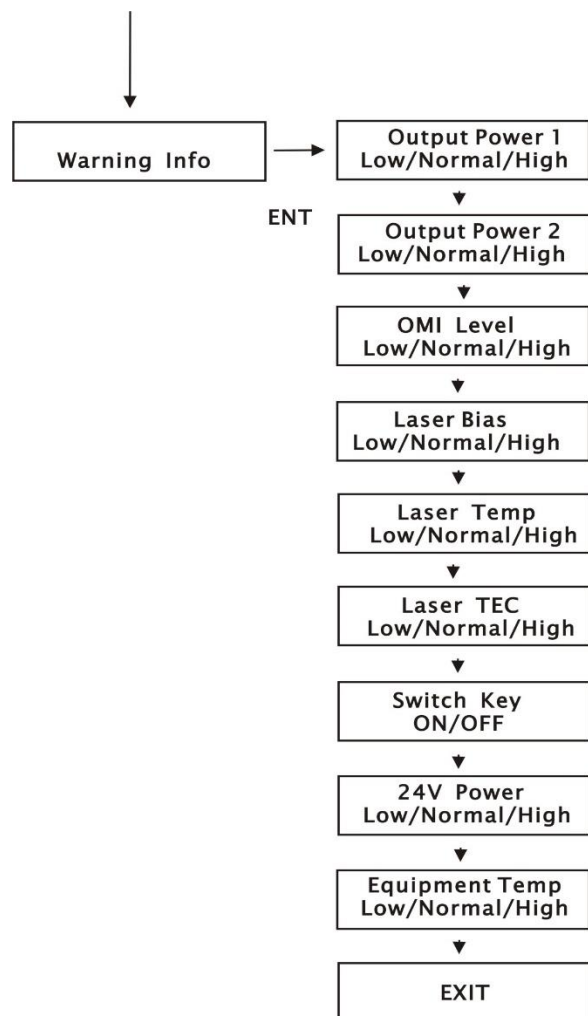 Warning Info
ENT
Output Power 1
Low/Normal/High
Output Power 2
Low/Normal/High
OMI Level
Low/Normal/High
Laser Bias
Low/Normal/High
Laser Temp
Low/Normal/High
Laser TEC
Low/Normal/High
Switch Key
ON/OFF
24V Power
Low/Normal/High
Equipment Temp
Low/Normal/High
EXIT